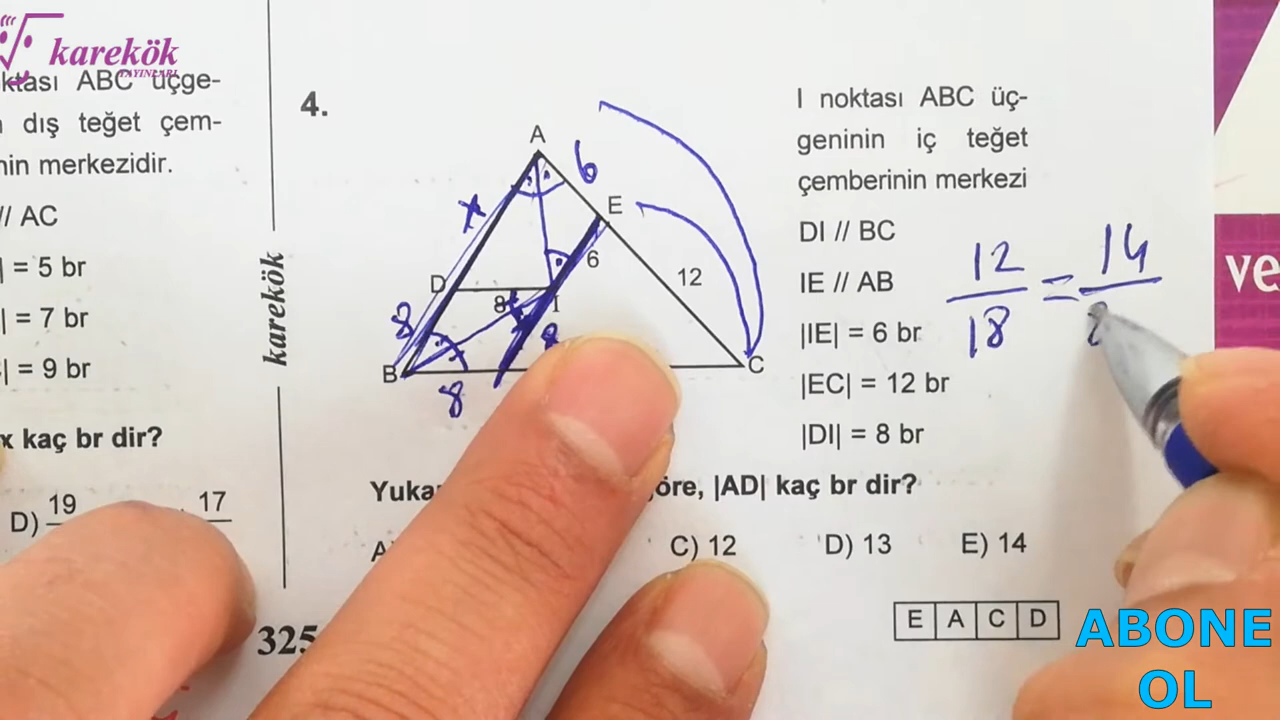 karekök
YAYINLARI
ktası ABC üçge-
dış teğet çem-
nin merkezidir.
// AC
| = 5 br
| = 7 br
| = 9 br
x kaç br dir?
D) 19
17
karekök
325
4.
A
6
E
x
6
12
D
8
I
8
8
B
8
C
I noktası ABC üç-
geninin iç teğet
çemberinin merkezi
DI // BC
IE // AB
|IE| = 6 br
|EC| = 12 br
|DI| = 8 br
12/18 = 14/
öre, |AD| kaç br dir?
C) 12 D) 13 E) 14
E A C D
ABONE
OL